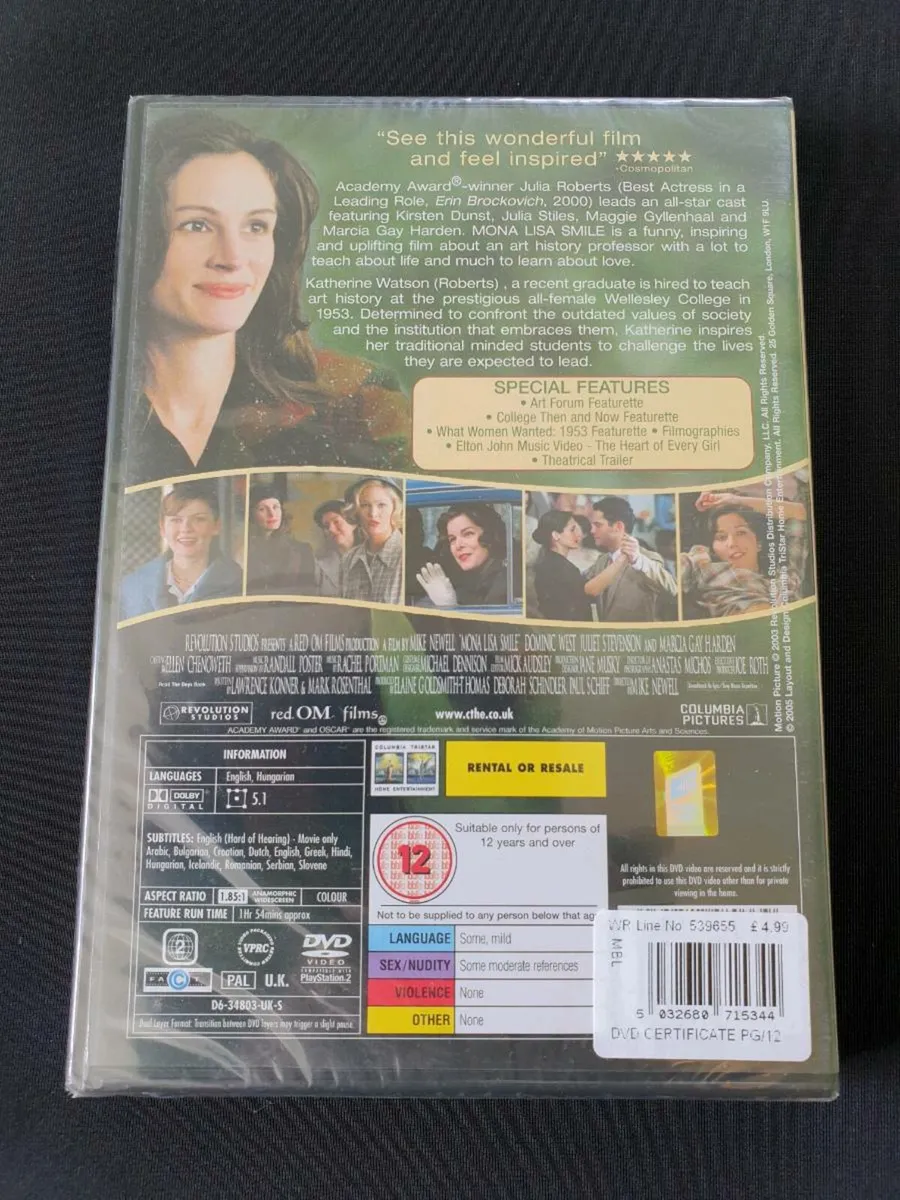 “See this wonderful film
and feel inspired” ★★★★★
-Cosmopolitan
Academy Award®-winner Julia Roberts (Best Actress in a
Leading Role, Erin Brockovich, 2000) leads an all-star cast
featuring Kirsten Dunst, Julia Stiles, Maggie Gyllenhaal and
Marcia Gay Harden. MONA LISA SMILE is a funny, inspiring
and uplifting film about an art history professor with a lot to
teach about life and much to learn about love.
Katherine Watson (Roberts) , a recent graduate is hired to teach
art history at the prestigious all-female Wellesley College in
1953. Determined to confront the outdated values of society
and the institution that embraces them, Katherine inspires
her traditional minded students to challenge the lives
they are expected to lead.
SPECIAL FEATURES
• Art Forum Featurette
• College Then and Now Featurette
• What Women Wanted: 1953 Featurette • Filmographies
• Elton John Music Video - The Heart of Every Girl
• Theatrical Trailer
Motion Picture © 2003 Revolution Studios Distribution Company, LLC. All Rights Reserved.
© 2005 Layout and Design Columbia TriStar Home Entertainment. All Rights Reserved. 25 Golden Square, London, W1F 9LU.
REVOLUTION STUDIOS PRESENTS A RED OM FILMS PRODUCTION A FILM BY MIKE NEWELL MONA LISA SMILE DOMINIC WEST JULIET STEVENSON AND MARCIA GAY HARDEN
ELLEN CHENOWETH RANDALL POSTER RACHEL PORTMAN MICHAEL DENNISON MICK AUDSLEY JANE MUSKY ANASTAS MICHOS JOE ROTH
LAWRENCE KONNER & MARK ROSENTHAL ELAINE GOLDSMITH-THOMAS DEBORAH SCHINDLER PAUL SCHIFF MIKE NEWELL
REVOLUTION STUDIOS
red OM films
www.cthe.co.uk
COLUMBIA PICTURES
ACADEMY AWARD® and OSCAR® are the registered trademark and service mark of the Academy of Motion Picture Arts and Sciences.
INFORMATION
LANGUAGES English, Hungarian
DOLBY DIGITAL 5.1
SUBTITLES: English (Hard of Hearing) - Movie only
Arabic, Bulgarian, Croatian, Dutch, English, Greek, Hindi,
Hungarian, Icelandic, Romanian, Serbian, Slovene
ASPECT RATIO 1.85:1 ANAMORPHIC WIDESCREEN COLOUR
FEATURE RUN TIME 1Hr 54mins approx
2 VPRC DVD VIDEO
COMPATIBLE WITH PlayStation.2
FACT PAL U.K.
D6-34803-UK-S
Dual Layer Format: Transition between DVD layers may trigger a slight pause.
COLUMBIA TRISTAR
HOME ENTERTAINMENT
RENTAL OR RESALE
12
Suitable only for persons of
12 years and over
Not to be supplied to any person below that ag
LANGUAGE Some, mild
SEX/NUDITY Some moderate references
VIOLENCE None
OTHER None
All rights in this DVD video are reserved and it is strictly
prohibited to use this DVD video other than for private
viewing in the home.
WR Line No 539655 £4.99
MBL
5 032680 715344
DVD CERTIFICATE PG/12